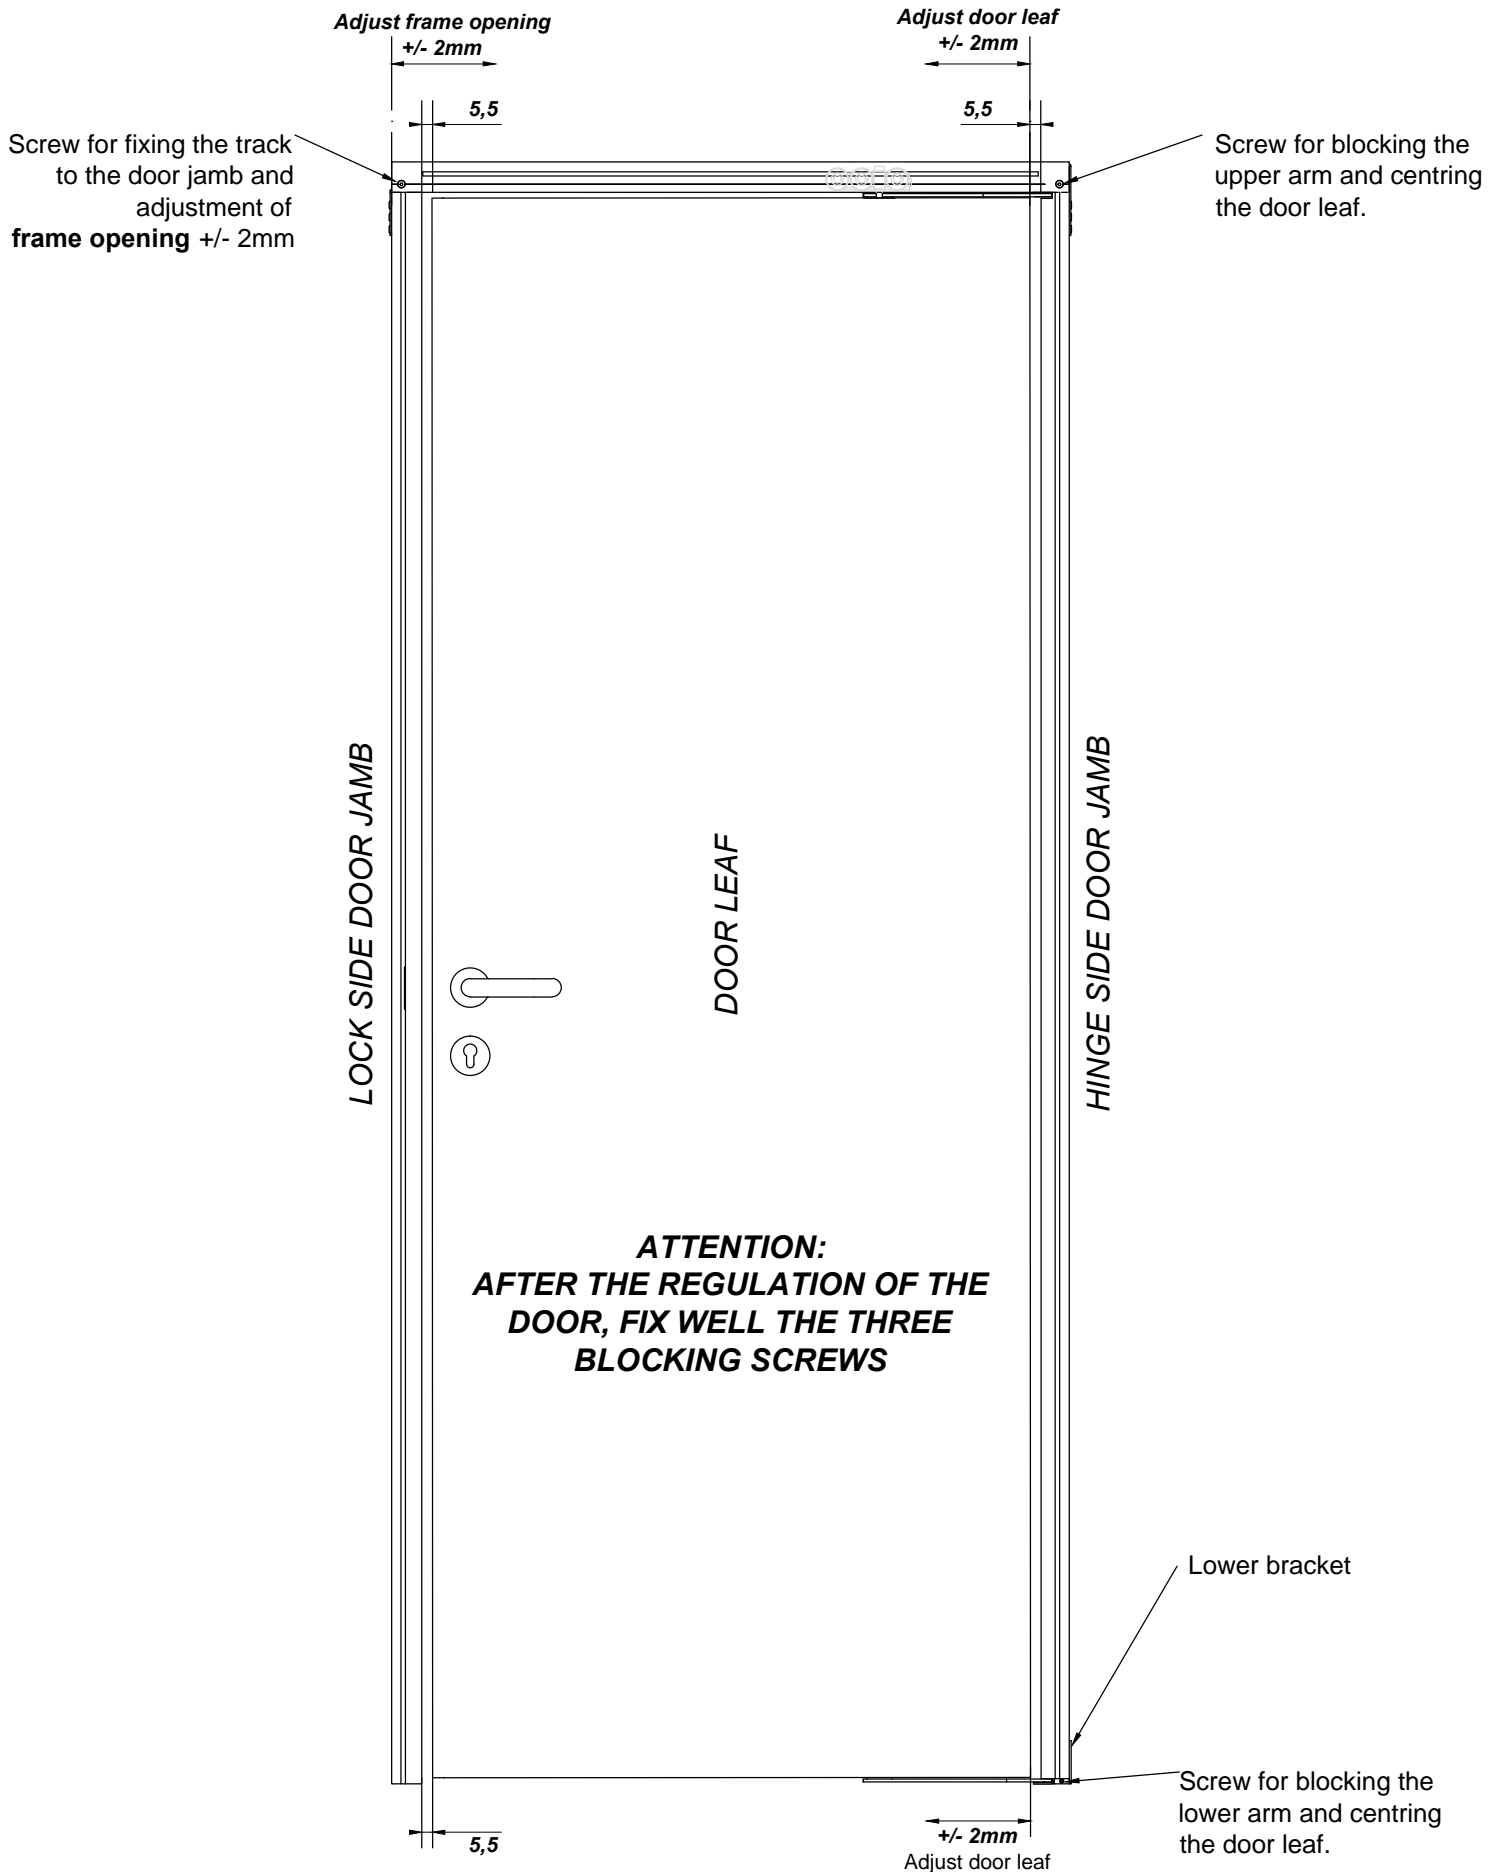 Adjust frame opening
+/- 2mm
Adjust door leaf
+/- 2mm
5,5
5,5
Screw for fixing the track
to the door jamb and
adjustment of
frame opening +/- 2mm
Screw for blocking the
upper arm and centring
the door leaf.
LOCK SIDE DOOR JAMB
DOOR LEAF
HINGE SIDE DOOR JAMB
ATTENTION:
AFTER THE REGULATION OF THE
DOOR, FIX WELL THE THREE
BLOCKING SCREWS
Lower bracket
Screw for blocking the
lower arm and centring
the door leaf.
5,5
+/- 2mm
Adjust door leaf